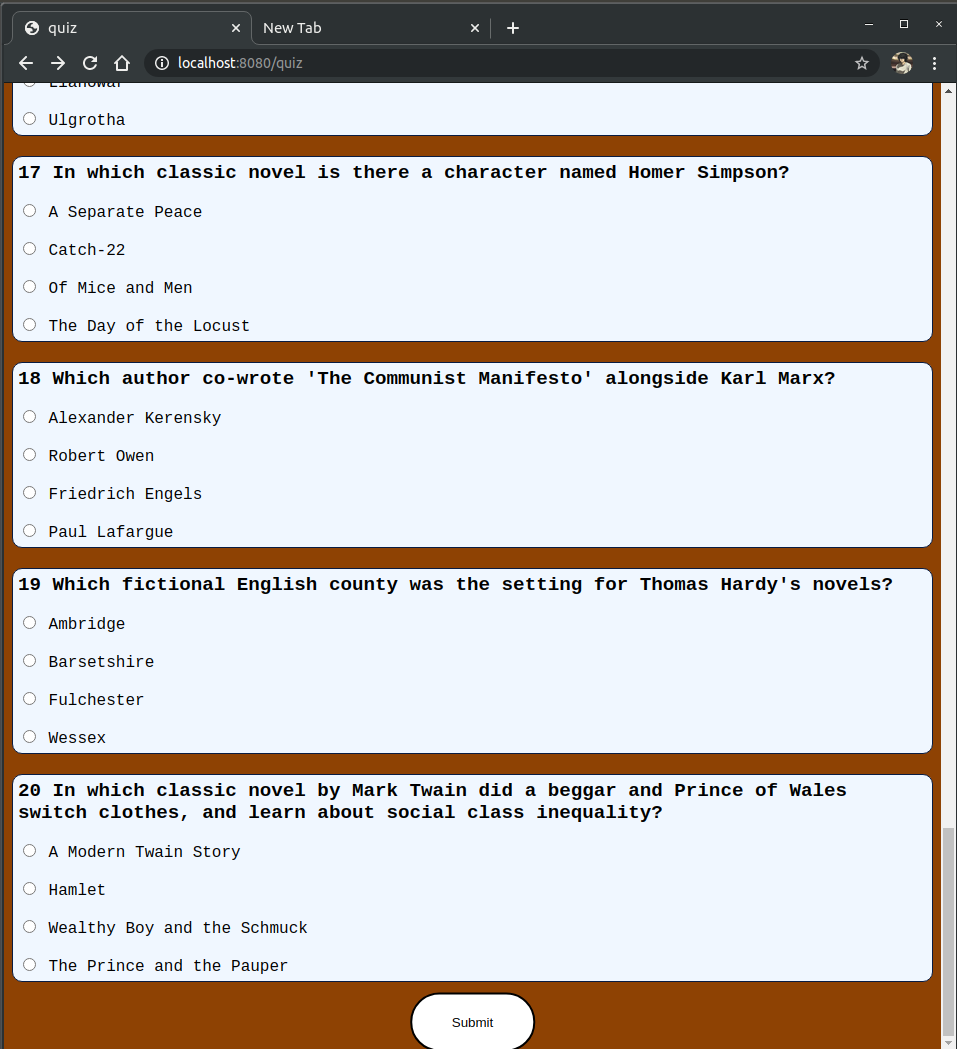 quiz
New Tab
localhost:8080/quiz
Llanowar
Ulgrotha
17 In which classic novel is there a character named Homer Simpson?
A Separate Peace
Catch-22
Of Mice and Men
The Day of the Locust
18 Which author co-wrote 'The Communist Manifesto' alongside Karl Marx?
Alexander Kerensky
Robert Owen
Friedrich Engels
Paul Lafargue
19 Which fictional English county was the setting for Thomas Hardy's novels?
Ambridge
Barsetshire
Fulchester
Wessex
20 In which classic novel by Mark Twain did a beggar and Prince of Wales
switch clothes, and learn about social class inequality?
A Modern Twain Story
Hamlet
Wealthy Boy and the Schmuck
The Prince and the Pauper
Submit